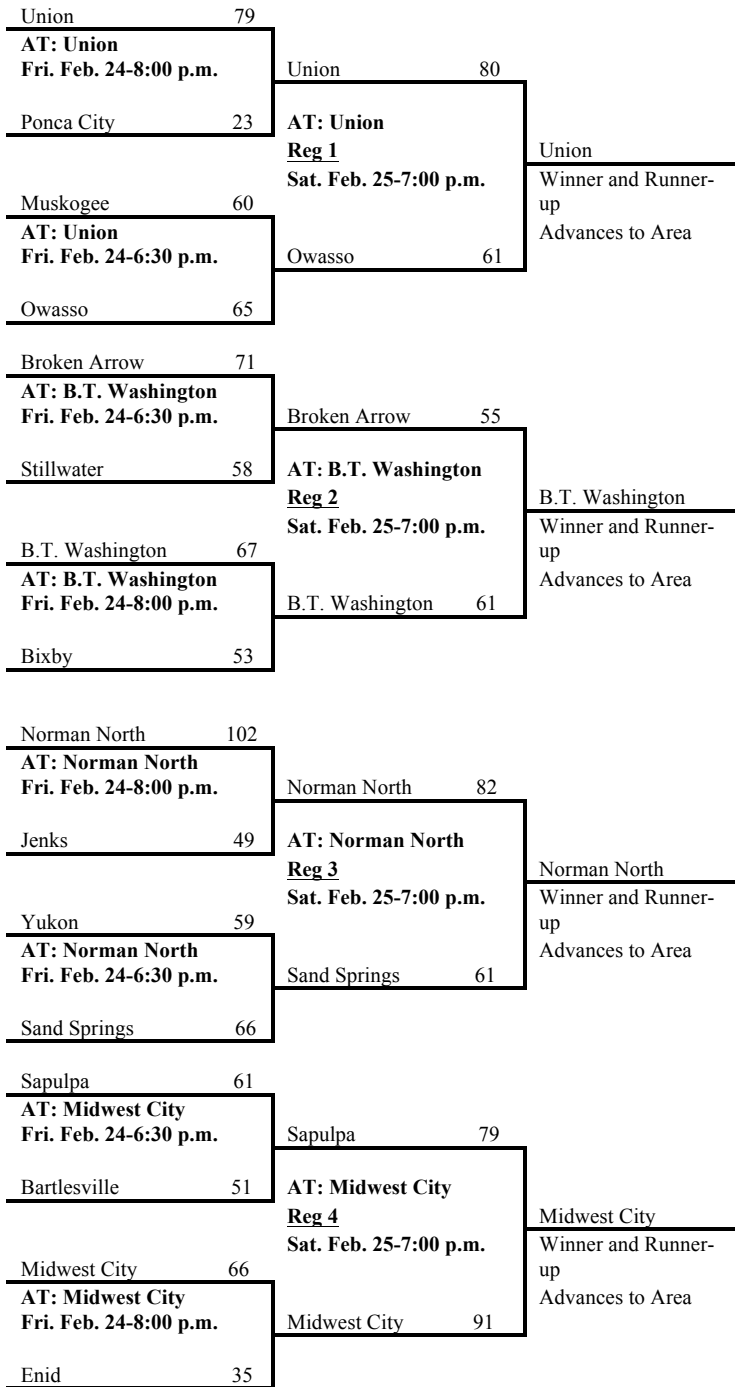 Union 79
AT: Union
Fri. Feb. 24-8:00 p.m.
Union 80
Ponca City 23
AT: Union
Reg 1
Sat. Feb. 25-7:00 p.m.
Union
Winner and Runner-
up
Advances to Area
Muskogee 60
AT: Union
Fri. Feb. 24-6:30 p.m.
Owasso 61
Owasso 65
Broken Arrow 71
AT: B.T. Washington
Fri. Feb. 24-6:30 p.m.
Broken Arrow 55
Stillwater 58
AT: B.T. Washington
Reg 2
Sat. Feb. 25-7:00 p.m.
B.T. Washington
Winner and Runner-
up
Advances to Area
B.T. Washington 67
AT: B.T. Washington
Fri. Feb. 24-8:00 p.m.
B.T. Washington 61
Bixby 53
Norman North 102
AT: Norman North
Fri. Feb. 24-8:00 p.m.
Norman North 82
Jenks 49
AT: Norman North
Reg 3
Sat. Feb. 25-7:00 p.m.
Norman North
Winner and Runner-
up
Advances to Area
Yukon 59
AT: Norman North
Fri. Feb. 24-6:30 p.m.
Sand Springs 61
Sand Springs 66
Sapulpa 61
AT: Midwest City
Fri. Feb. 24-6:30 p.m.
Sapulpa 79
Bartlesville 51
AT: Midwest City
Reg 4
Sat. Feb. 25-7:00 p.m.
Midwest City
Winner and Runner-
up
Advances to Area
Midwest City 66
AT: Midwest City
Fri. Feb. 24-8:00 p.m.
Midwest City 91
Enid 35